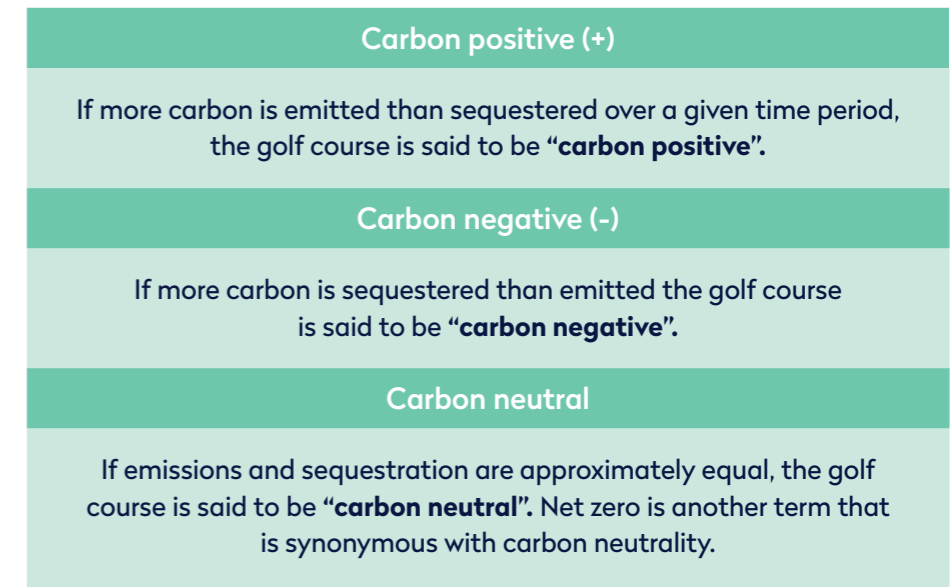 Carbon positive (+)
If more carbon is emitted than sequestered over a given time period,
the golf course is said to be “carbon positive”.
Carbon negative (-)
If more carbon is sequestered than emitted the golf course
is said to be “carbon negative”.
Carbon neutral
If emissions and sequestration are approximately equal, the golf
course is said to be “carbon neutral”. Net zero is another term that
is synonymous with carbon neutrality.